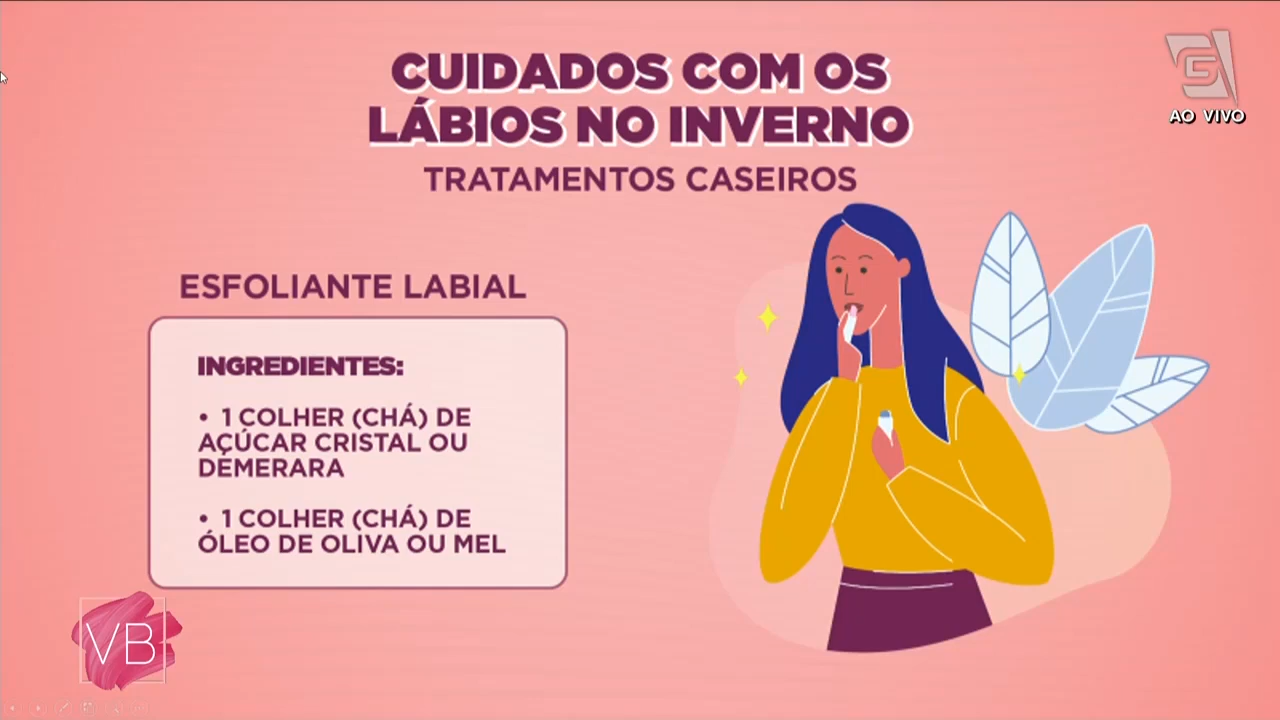 CUIDADOS COM OS
LÁBIOS NO INVERNO
TRATAMENTOS CASEIROS
AO VIVO
ESFOLIANTE LABIAL
INGREDIENTES:
• 1 COLHER (CHÁ) DE
AÇÚCAR CRISTAL OU
DEMERARA
• 1 COLHER (CHÁ) DE
ÓLEO DE OLIVA OU MEL
VB